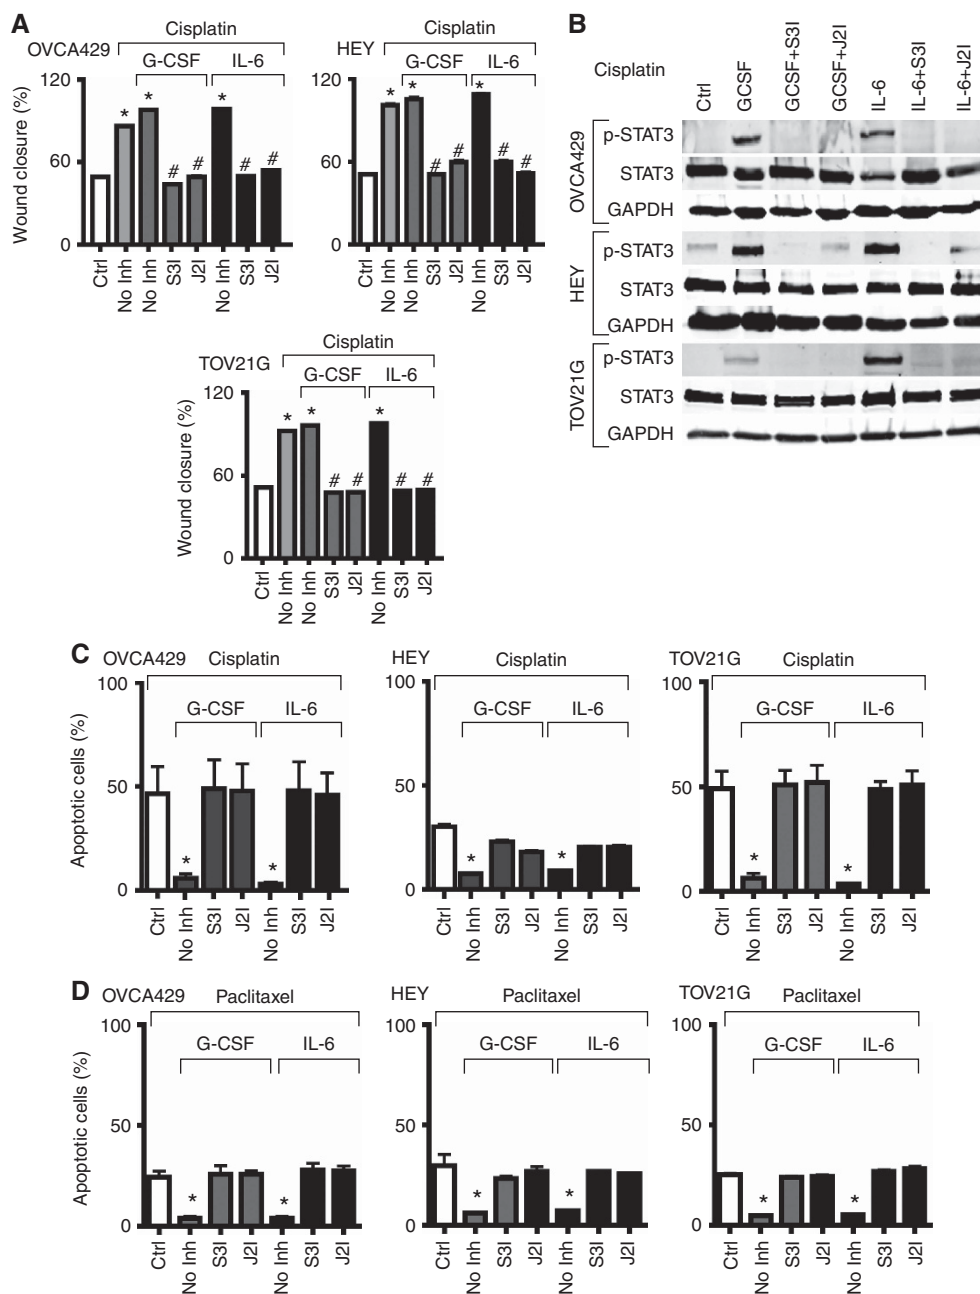 A
Cisplatin
OVCA429
G-CSF
IL-6
Wound closure (%)
120
60
0
*
*
#
#
*
#
#
Ctrl
No Inh
No Inh
S3I
J2I
No Inh
S3I
J2I
Cisplatin
HEY
G-CSF
IL-6
120
60
0
*
*
#
#
*
#
#
Ctrl
No Inh
No Inh
S3I
J2I
No Inh
S3I
J2I
Cisplatin
TOV21G
G-CSF
IL-6
Wound closure (%)
120
60
0
*
*
#
#
*
#
#
Ctrl
No Inh
No Inh
S3I
J2I
No Inh
S3I
J2I
B
Cisplatin
Ctrl
GCSF
GCSF+S3I
GCSF+J2I
IL-6
IL-6+S3I
IL-6+J2I
OVCA429
p-STAT3
STAT3
GAPDH
HEY
p-STAT3
STAT3
GAPDH
TOV21G
p-STAT3
STAT3
GAPDH
C
OVCA429 Cisplatin
G-CSF
IL-6
Apoptotic cells (%)
100
50
0
*
*
Ctrl
No Inh
S3I
J2I
No Inh
S3I
J2I
HEY Cisplatin
G-CSF
IL-6
100
50
0
*
*
Ctrl
No Inh
S3I
J2I
No Inh
S3I
J2I
TOV21G Cisplatin
G-CSF
IL-6
100
50
0
*
*
Ctrl
No Inh
S3I
J2I
No Inh
S3I
J2I
D
OVCA429 Paclitaxel
G-CSF
IL-6
Apoptotic cells (%)
100
50
0
*
*
Ctrl
No Inh
S3I
J2I
No Inh
S3I
J2I
HEY Paclitaxel
G-CSF
IL-6
100
50
0
*
*
Ctrl
No Inh
S3I
J2I
No Inh
S3I
J2I
TOV21G Paclitaxel
G-CSF
IL-6
100
50
0
*
*
Ctrl
No Inh
S3I
J2I
No Inh
S3I
J2I